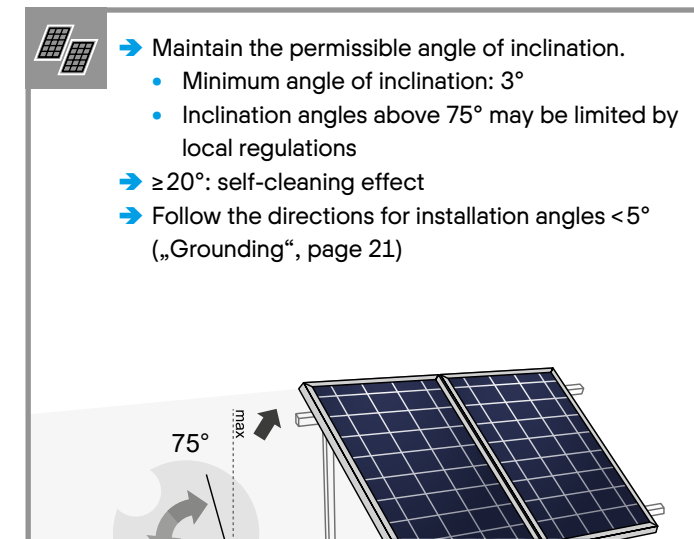 ➔ Maintain the permissible angle of inclination.
• Minimum angle of inclination: 3°
• Inclination angles above 75° may be limited by
local regulations
➔ ≥20°: self-cleaning effect
➔ Follow the directions for installation angles <5°
(„Grounding“, page 21)
max
75°